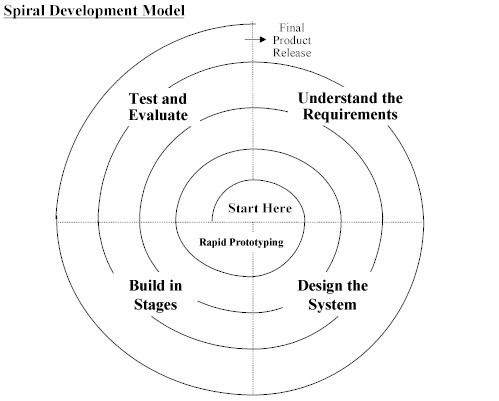 Spiral Development Model
Final
Product
Release
Test and
Evaluate
Understand the
Requirements
Start Here
Rapid Prototyping
Build in
Stages
Design the
System